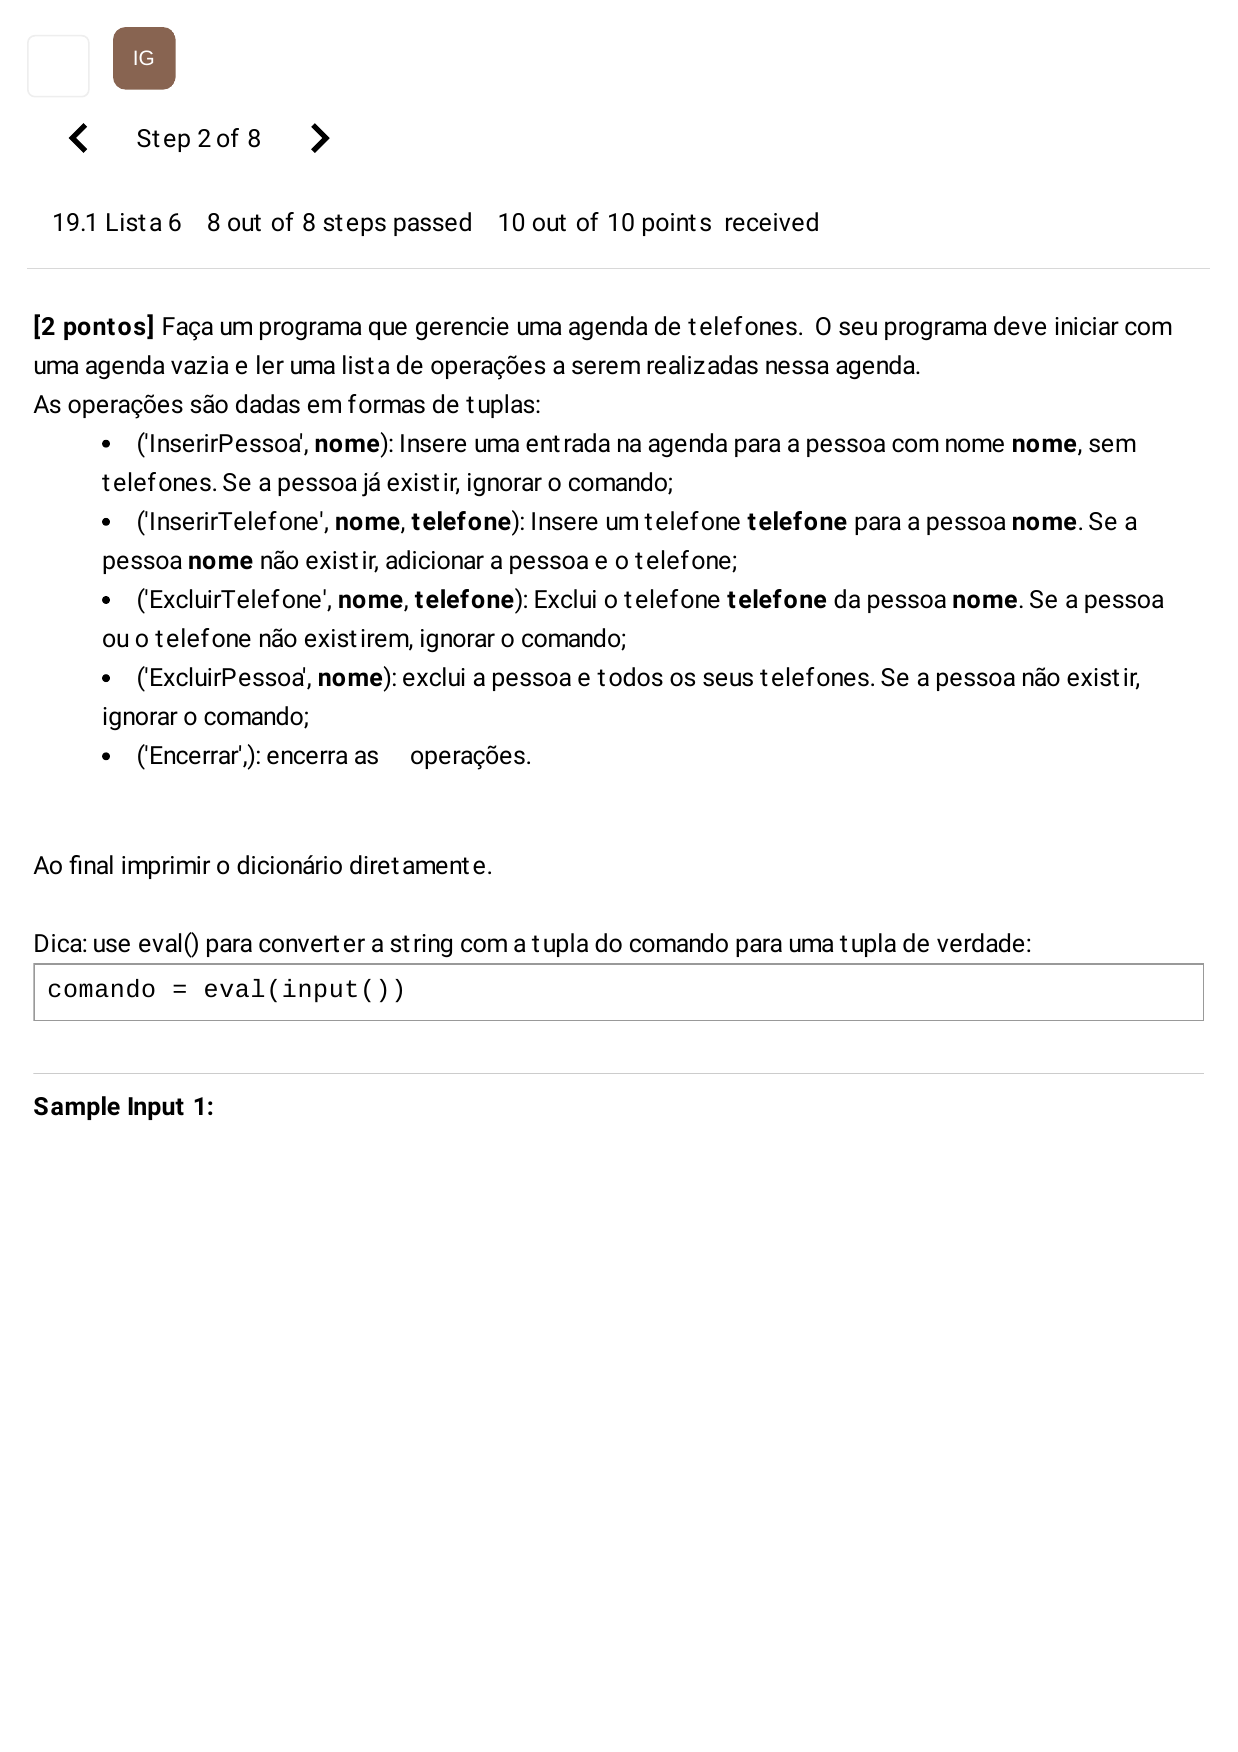 IG
Step 2 of 8
19.1 Lista 6 8 out of 8 steps passed 10 out of 10 points received
[2 pontos] Faça um programa que gerencie uma agenda de telefones. O seu programa deve iniciar com
uma agenda vazia e ler uma lista de operações a serem realizadas nessa agenda.
As operações são dadas em formas de tuplas:
• ('InserirPessoa', nome): Insere uma entrada na agenda para a pessoa com nome nome, sem
telefones. Se a pessoa já existir, ignorar o comando;
• ('InserirTelefone', nome, telefone): Insere um telefone telefone para a pessoa nome. Se a
pessoa nome não existir, adicionar a pessoa e o telefone;
• ('ExcluirTelefone', nome, telefone): Exclui o telefone telefone da pessoa nome. Se a pessoa
ou o telefone não existirem, ignorar o comando;
• ('ExcluirPessoa', nome): exclui a pessoa e todos os seus telefones. Se a pessoa não existir,
ignorar o comando;
• ('Encerrar',): encerra as operações.
Ao final imprimir o dicionário diretamente.
Dica: use eval() para converter a string com a tupla do comando para uma tupla de verdade:
comando = eval(input())
Sample Input 1: